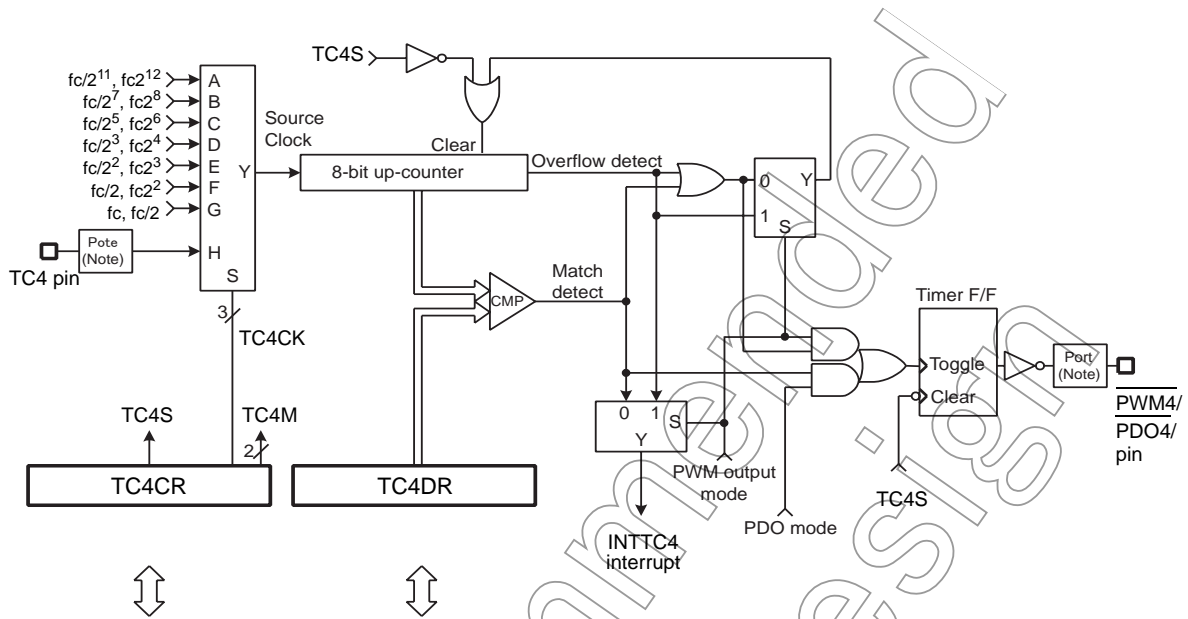 TC4S
fc/2^11, fc2^12
fc/2^7, fc2^8
fc/2^5, fc2^6
fc/2^3, fc2^4
fc/2^2, fc2^3
fc/2, fc2^2
fc, fc/2
A
B
C
D
E
F
G
H
Y
S
Source
Clock
Clear
8-bit up-counter
Overflow detect
0
1
Y
S
Pote
(Note)
TC4 pin
CMP
Match
detect
3
TC4CK
Timer F/F
Toggle
Clear
Port
(Note)
PWM4/
PDO4/
pin
0 1
S
Y
TC4S
TC4M
2
TC4CR
TC4DR
PWM output
mode
PDO mode
TC4S
INTTC4
interrupt
nmended
esign